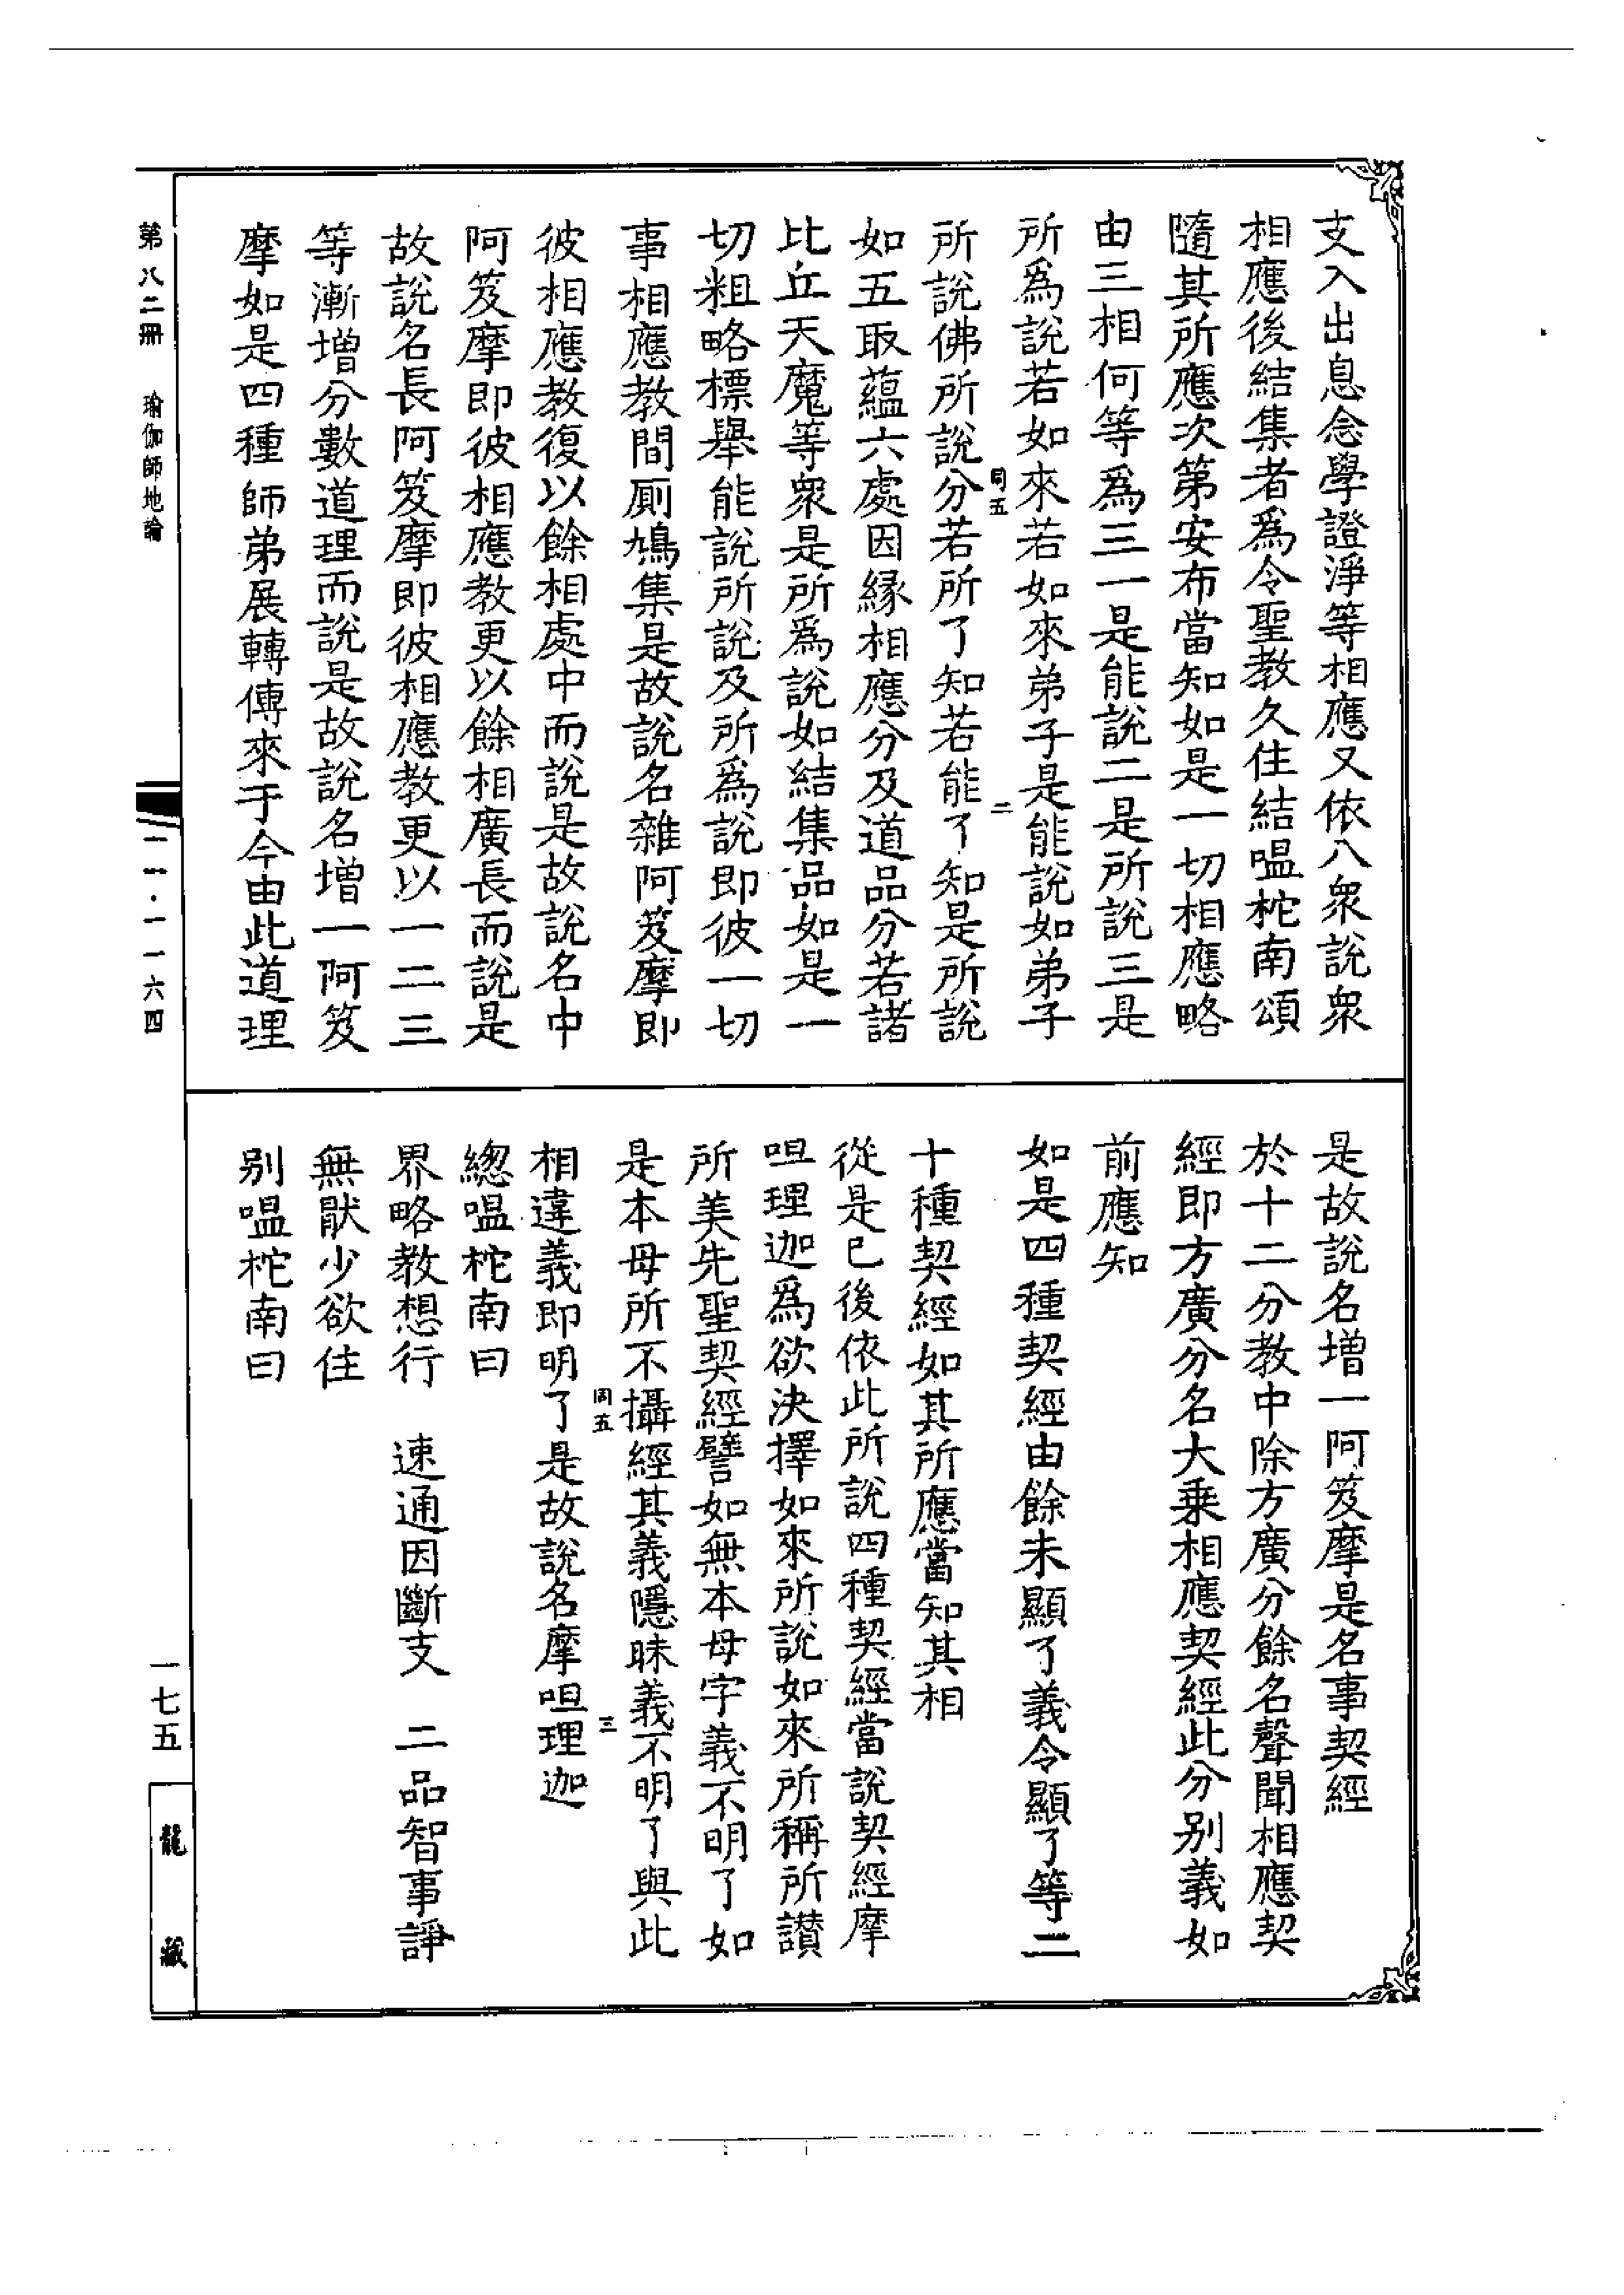 支入出息念學證淨等相應又依八衆說衆
相應後結集者爲令聖教久住結嗢柁南頌
隨其所應次第安布當知如是一切相應略
由三相何等爲三一是能說二是所說三是
所爲說若如來若如來弟子是能說如弟子
同五
二
所說佛所說分若所了知若能了知是所說
如五取蘊六處因緣相應分及道品分若諸
比丘天魔等衆是所爲說如結集品如是一
切粗略標舉能說所說及所爲說即彼一切
事相應教間厠鳩集是故說名雜阿笈摩即
彼相應教復以餘相處中而說是故說名中
阿笈摩即彼相應教更以餘相廣長而說是
故說名長阿笈摩即彼相應教更以一二三
等漸增分數道理而說是故說名增一阿笈
摩如是四種師弟展轉傳來于今由此道理
是故說名增一阿笈摩是名事契經
於十二分教中除方廣分餘名聲聞相應契
經即方廣分名大乘相應契經此分別義如
前應知
如是四種契經由餘未顯了義令顯了等二
十種契經如其所應當知其相
從是已後依此所說四種契經當說契經摩
呾理迦爲欲決擇如來所說如來所稱所讚
所美先聖契經譬如無本母字義不明了如
是本母所不攝經其義隱昧義不明了與此
同五
三
相違義即明了是故說名摩呾理迦
總嗢柁南曰
界略教想行 速通因斷支 二品智事諍
無猒少欲住
别嗢柁南曰
第八二冊 瑜伽師地論
一一·一一六四
一七五
龍藏